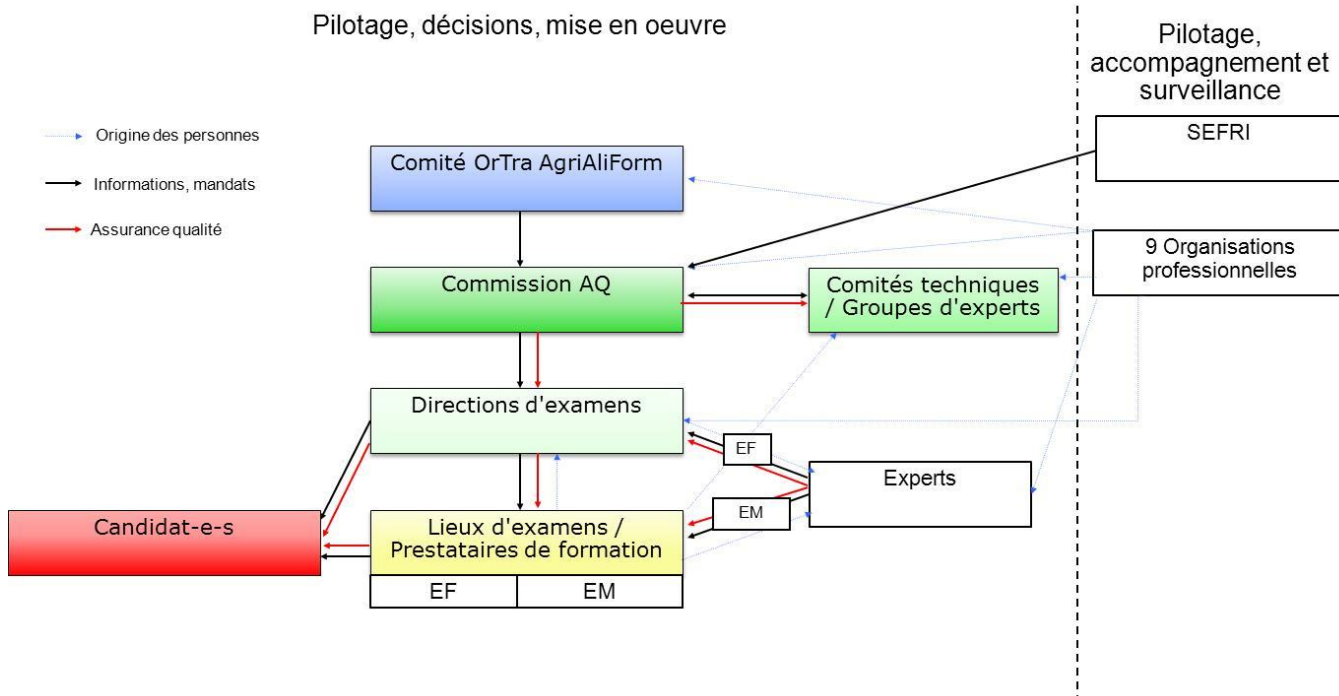 Pilotage, décisions, mise en oeuvre
Pilotage,
accompagnement et
surveillance
Origine des personnes
Informations, mandats
Assurance qualité
Comité OrTra AgriAliForm
SEFRI
9 Organisations
professionnelles
Commission AQ
Comités techniques
/ Groupes d'experts
Directions d'examens
EF
Experts
EM
Candidat-e-s
Lieux d'examens /
Prestataires de formation
EF
EM